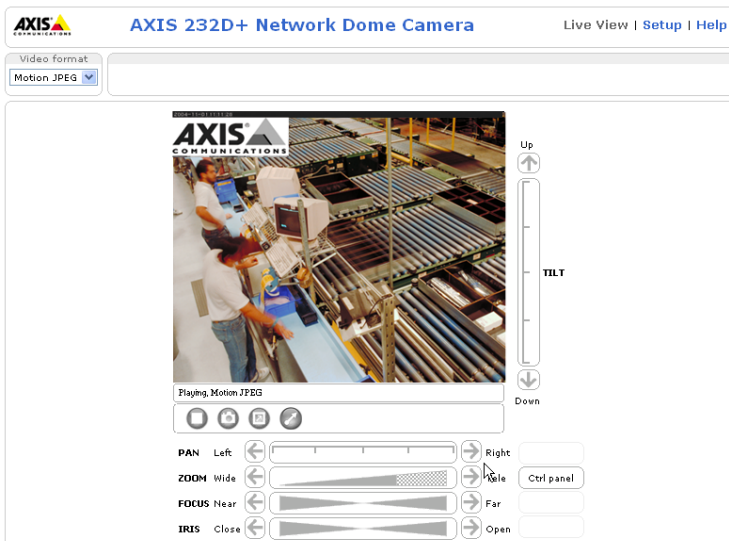 AXIS COMMUNICATIONS
AXIS 232D+ Network Dome Camera
Live View | Setup | Help
Video format
Motion JPEG
AXIS
COMMUNICATIONS
Up
TILT
Playing, Motion JPEG
Down
PAN Left Right
ZOOM Wide Tele Ctrl panel
FOCUS Near Far
IRIS Close Open